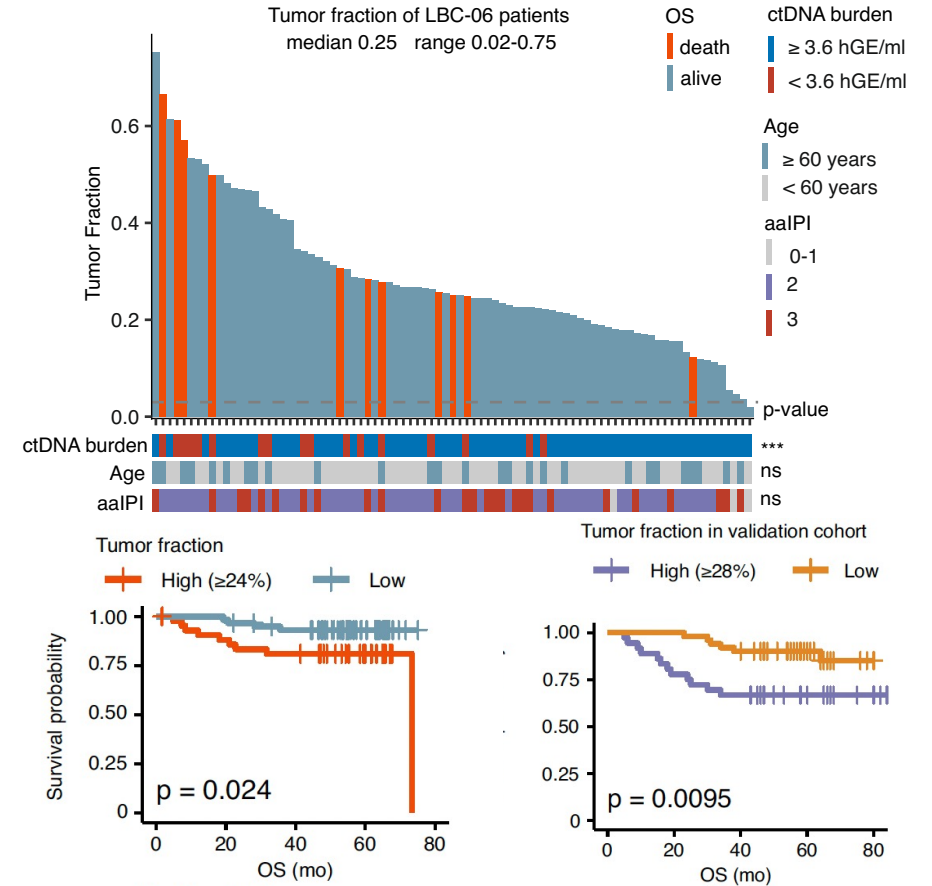 Tumor fraction of LBC-06 patients
median 0.25 range 0.02-0.75
OS
death
alive
ctDNA burden
≥ 3.6 hGE/ml
< 3.6 hGE/ml
Age
≥ 60 years
< 60 years
aaIPI
0-1
2
3
Tumor Fraction
0.6
0.4
0.2
0.0
p-value
ctDNA burden ***
Age ns
aaIPI ns
Tumor fraction
High (≥24%) Low
Survival probability
1.00
0.75
0.50
0.25
0
p = 0.024
0 20 40 60 80
OS (mo)
Tumor fraction in validation cohort
High (≥28%) Low
1.00
0.75
0.50
0.25
0
p = 0.0095
0 20 40 60 80
OS (mo)